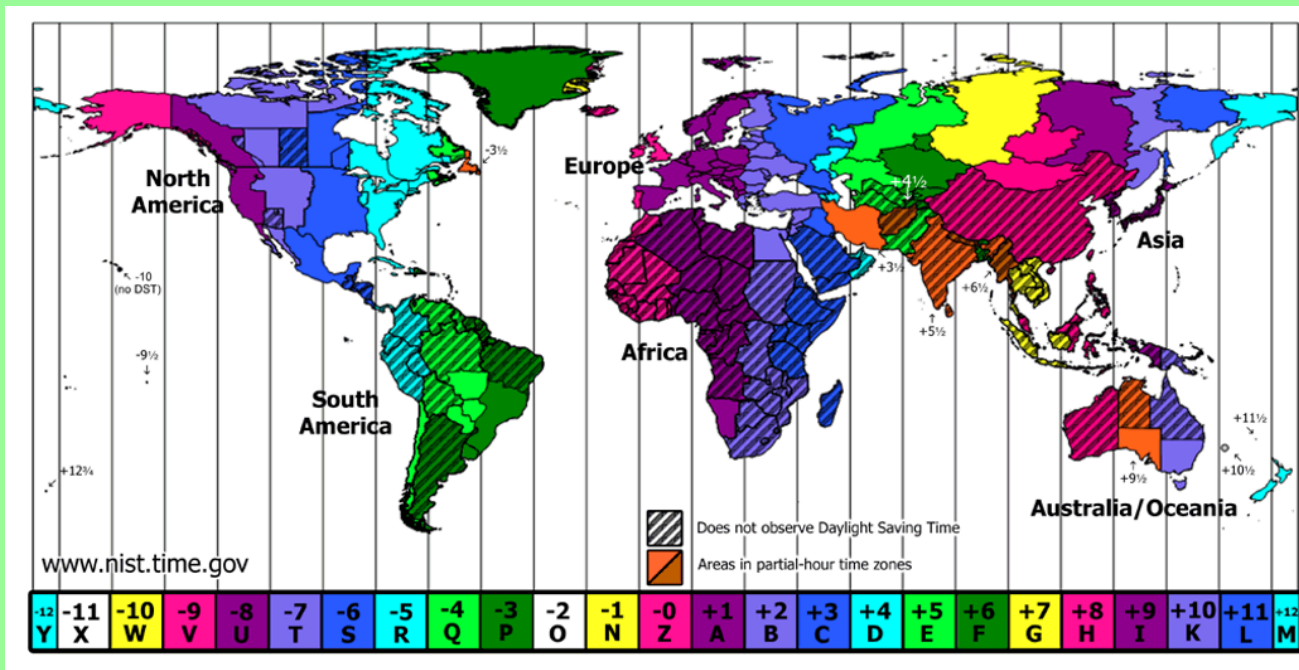 -3½
Europe
North
America
+4½
Asia
-10
(no DST)
+3½
+6½
+5½
-9½
Africa
South
America
+11½
+12¾
+10½
+9½
Australia/Oceania
Does not observe Daylight Saving Time
www.nist.time.gov
Areas in partial-hour time zones
-12 -11 -10 -9 -8 -7 -6 -5 -4 -3 -2 -1 -0 +1 +2 +3 +4 +5 +6 +7 +8 +9 +10 +11 +12
Y X W V U T S R Q P O N Z A B C D E F G H I K L M